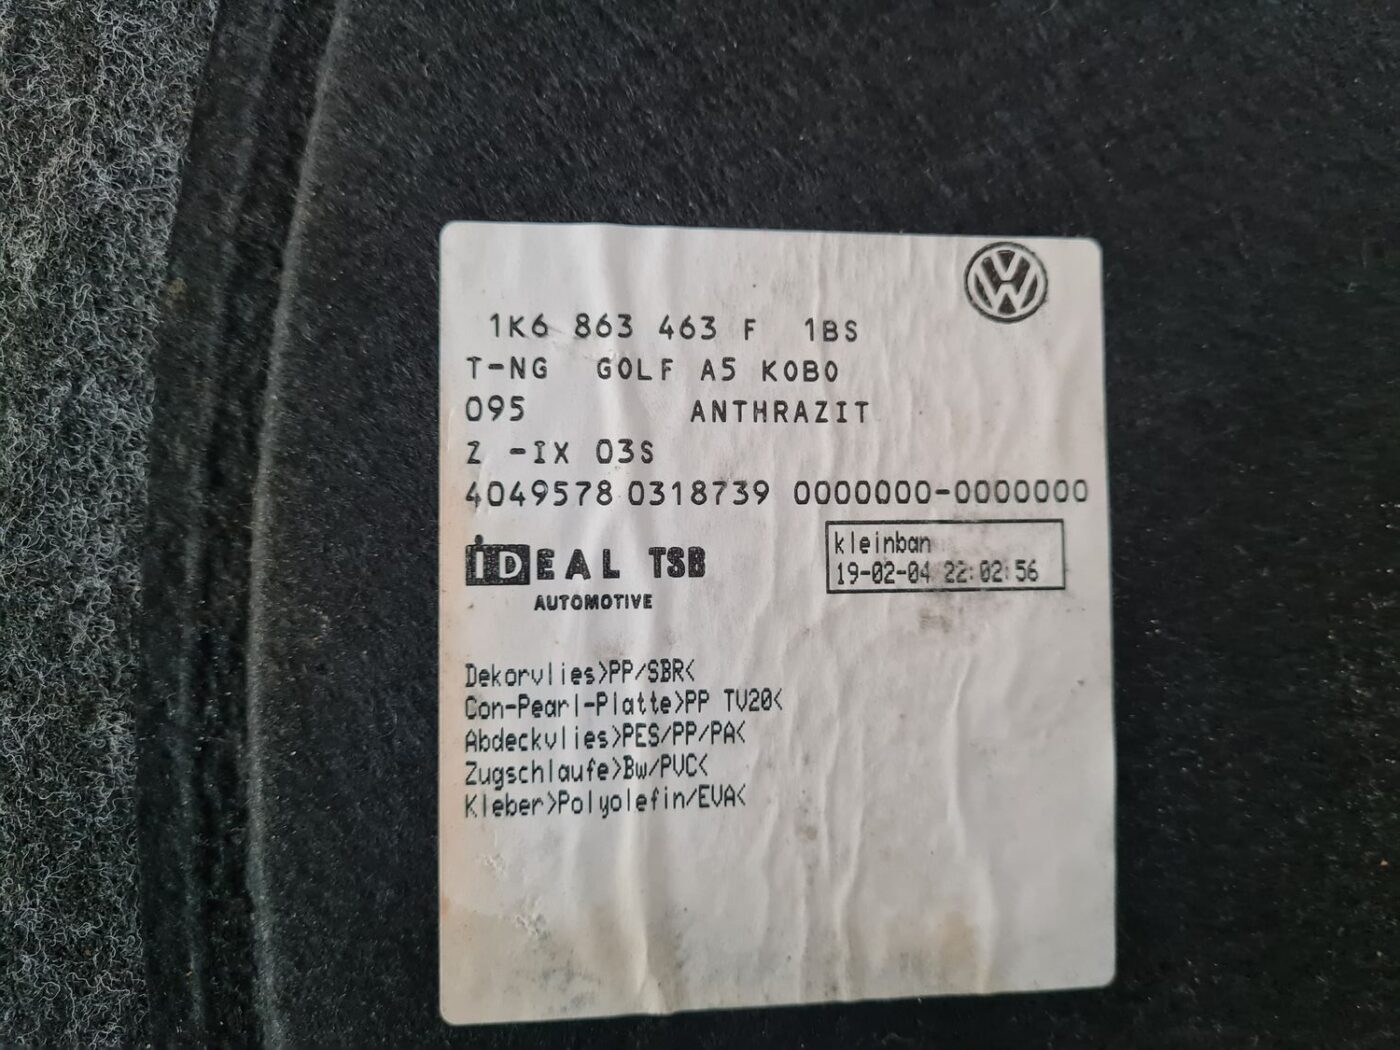 VW
1K6 863 463 F 1BS
T-NG GOLF A5 KOBO
095 ANTHRAZIT
Z -IX 03S
4049578 0318739 0000000-0000000
IDEAL TSB
AUTOMOTIVE
kleinban
19-02-04 22:02:56
Dekorvlies>PP/SBR<
Con-Pearl-Platte>PP TV20<
Abdeckvlies>PES/PP/PA<
Zugschlaufe>Bw/PVC<
Kleber>Polyolefin/EVA<